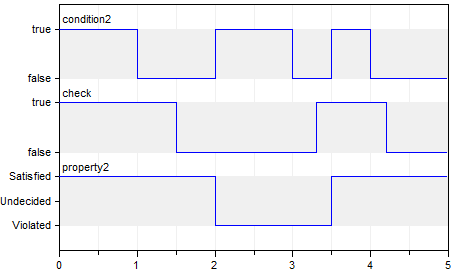 condition2
true
false
check
true
false
property2
Satisfied
Undecided
Violated
0 1 2 3 4 5